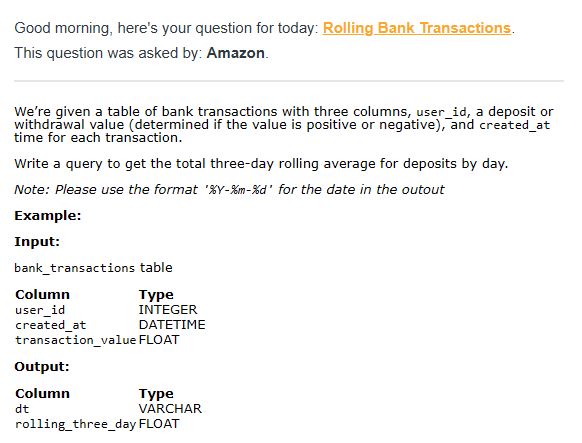 Good morning, here's your question for today: Rolling Bank Transactions.
This question was asked by: Amazon.
We're given a table of bank transactions with three columns, user_id, a deposit or
withdrawal value (determined if the value is positive or negative), and created_at
time for each transaction.
Write a query to get the total three-day rolling average for deposits by day.
Note: Please use the format '%Y-%m-%d' for the date in the outout
Example:
Input:
bank_transactions table
Column Type
user_id INTEGER
created_at DATETIME
transaction_value FLOAT
Output:
Column Type
dt VARCHAR
rolling_three_day FLOAT